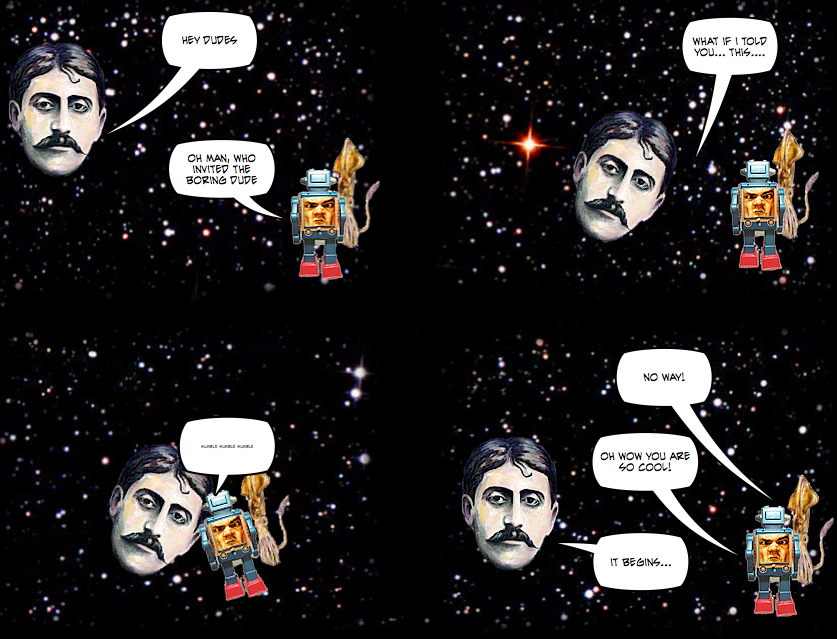 HEY DUDES
OH MAN, WHO
INVITED THE
BORING DUDE
WHAT IF I TOLD
YOU... THIS....
MUMBLE MUMBLE MUMBLE
NO WAY!
OH WOW YOU ARE
SO COOL!
IT BEGINS...